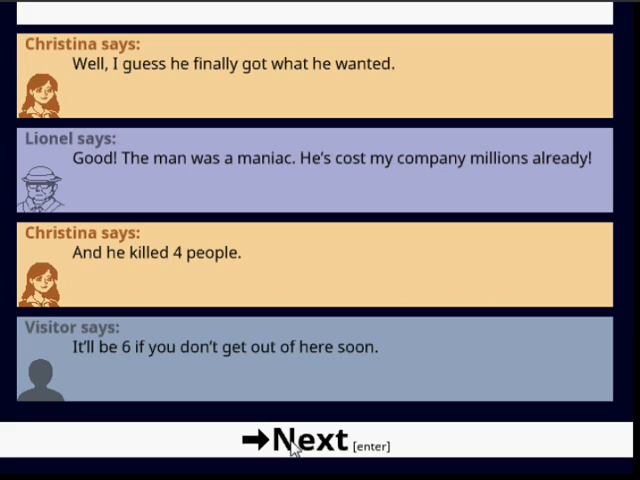 Christina says:
Well, I guess he finally got what he wanted.
Lionel says:
Good! The man was a maniac. He's cost my company millions already!
Christina says:
And he killed 4 people.
Visitor says:
It'll be 6 if you don't get out of here soon.
➡Next [enter]